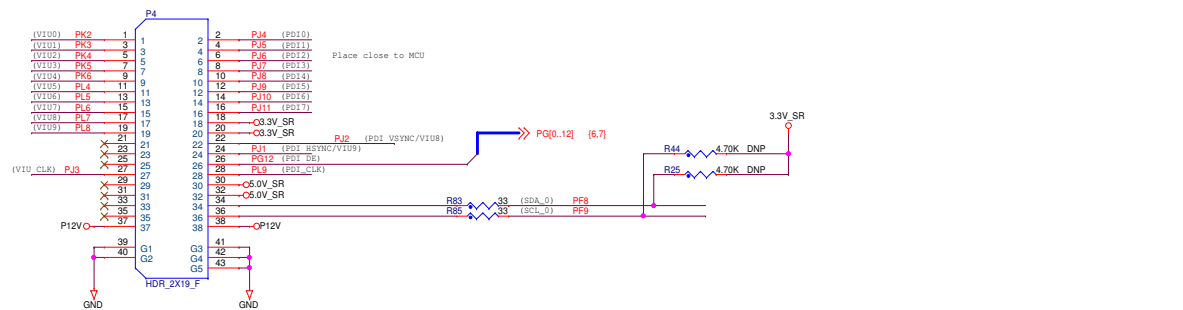 P4
(VIU0) PK2 1 1 2 2 PJ4 (PDI0)
(VIU1) PK3 3 3 4 4 PJ5 (PDI1)
(VIU2) PK4 5 5 6 6 PJ6 (PDI2) Place close to MCU
(VIU3) PK5 7 7 8 8 PJ7 (PDI3)
(VIU4) PK6 9 9 10 10 PJ8 (PDI4)
(VIU5) PL4 11 11 12 12 PJ9 (PDI5)
(VIU6) PL5 13 13 14 14 PJ10 (PDI6)
(VIU7) PL6 15 15 16 16 PJ11 (PDI7)
(VIU8) PL7 17 17 18 18 3.3V_SR
(VIU9) PL8 19 19 20 20 3.3V_SR
3.3V_SR
21 21 22 22 PJ2 (PDI_VSYNC/VIU8) PG[0..12] {6,7}
23 23 24 24 PJ1 (PDI_HSYNC/VIU9)
25 25 26 26 PG12 (PDI_DE) R44 4.70K DNP
(VIU_CLK) PJ3 27 27 28 28 PL9 (PDI_CLK) R25 4.70K DNP
29 29 30 30 5.0V_SR
31 31 32 32 5.0V_SR
33 33 34 34 R83 33 (SDA_0) PF8
35 35 36 36 R85 33 (SCL_0) PF9
P12V 37 37 38 38 P12V
39 G1 G3 41
40 G2 G4 42
G5 43
HDR_2X19_F
GND GND